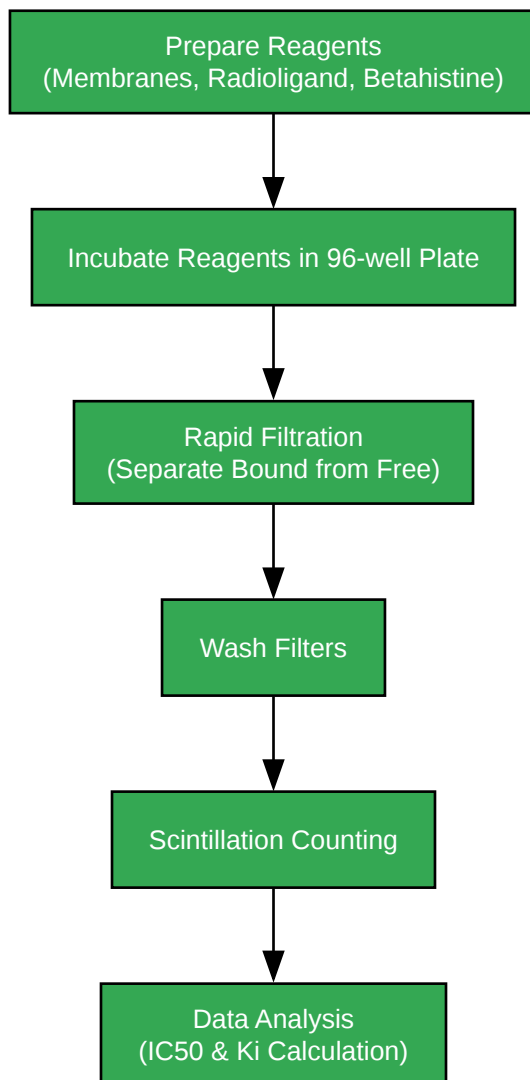 Prepare Reagents
(Membranes, Radioligand, Betahistine)
Incubate Reagents in 96-well Plate
Rapid Filtration
(Separate Bound from Free)
Wash Filters
Scintillation Counting
Data Analysis
(IC50 & Ki Calculation)